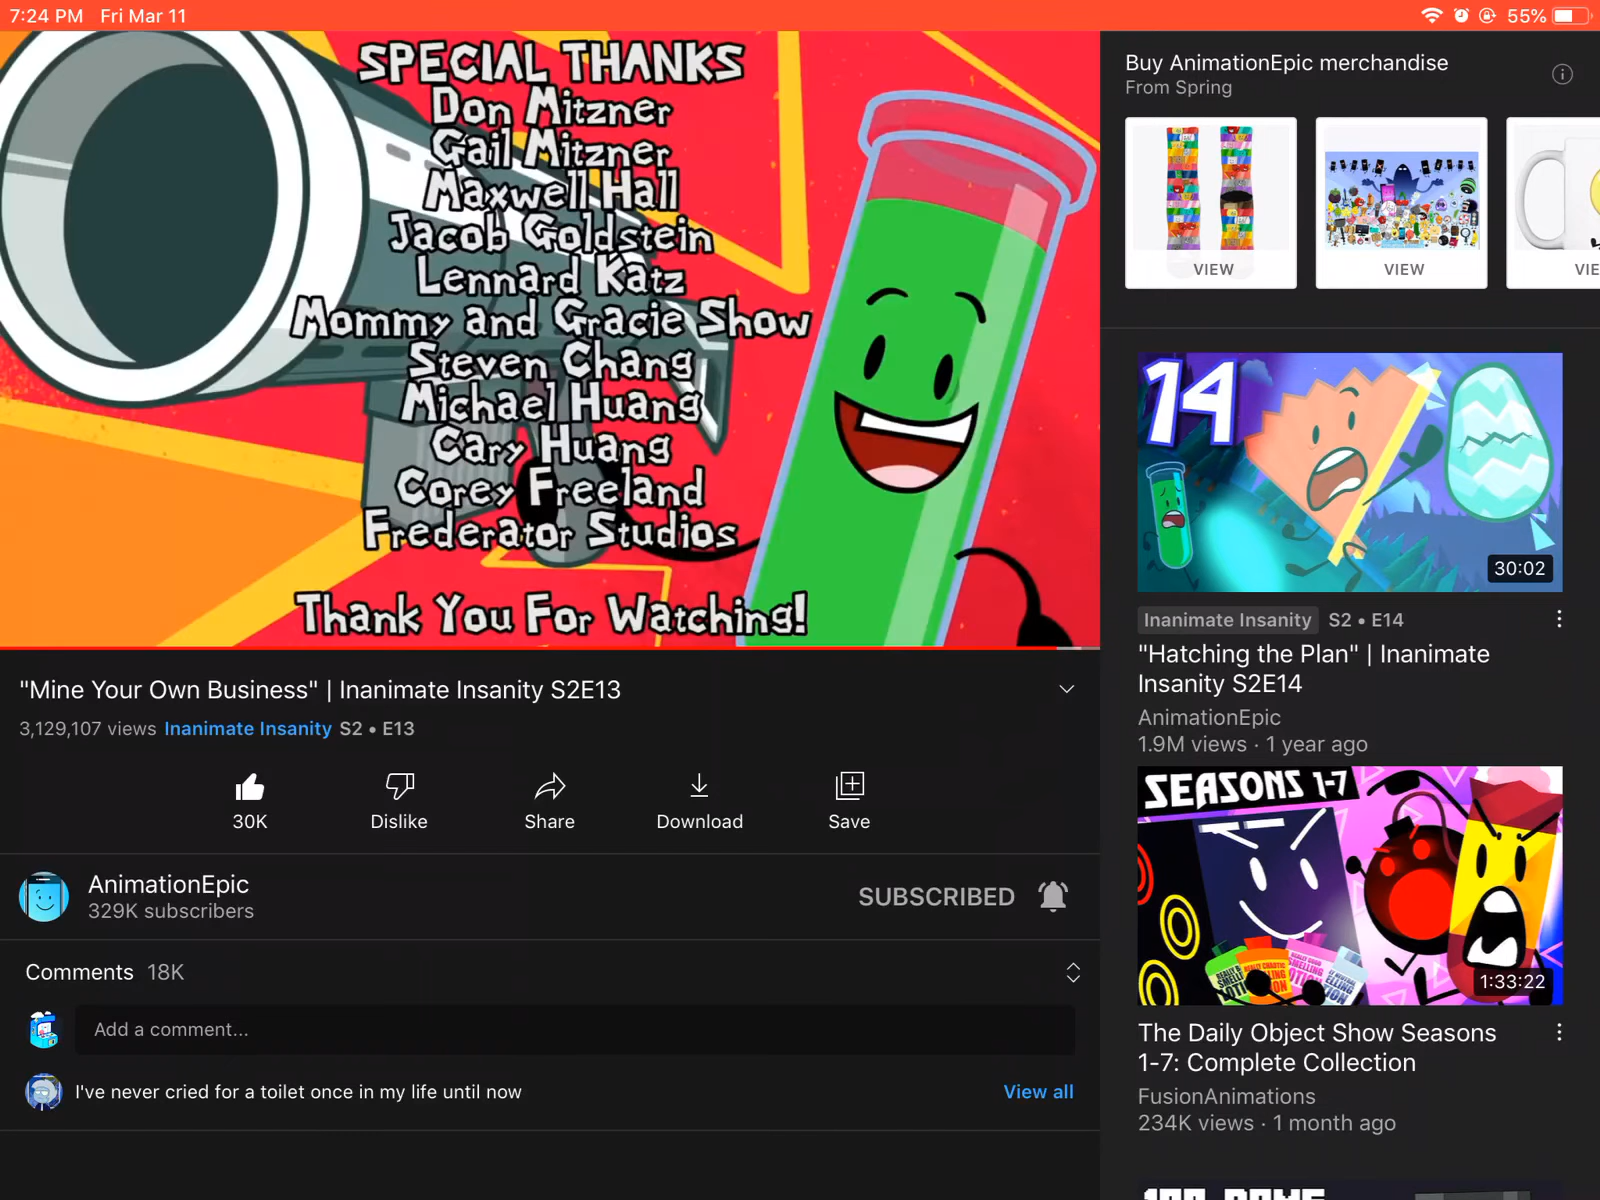 7:24 PM Fri Mar 11
55%
SPECIAL THANKS
Don Mitzner
Gail Mitzner
Maxwell Hall
Jacob Goldstein
Lennard Katz
Mommy and Gracie Show
Steven Chang
Michael Huang
Cary Huang
Corey Freeland
Frederator Studios
Thank You For Watching!
"Mine Your Own Business" | Inanimate Insanity S2E13
3,129,107 views Inanimate Insanity S2 • E13
30K
Dislike
Share
Download
Save
AnimationEpic
329K subscribers
SUBSCRIBED
Comments 18K
Add a comment...
I've never cried for a toilet once in my life until now
View all
Buy AnimationEpic merchandise
From Spring
VIEW
VIEW
VIE
14
30:02
Inanimate Insanity S2 • E14
"Hatching the Plan" | Inanimate
Insanity S2E14
AnimationEpic
1.9M views · 1 year ago
SEASONS 1-7
1:33:22
The Daily Object Show Seasons
1-7: Complete Collection
FusionAnimations
234K views · 1 month ago